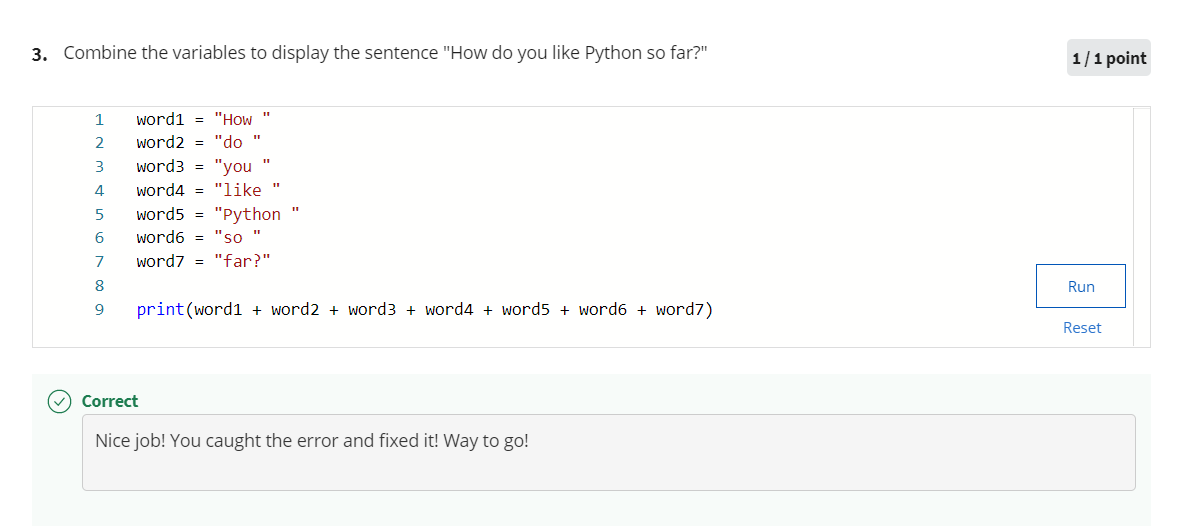 3. Combine the variables to display the sentence "How do you like Python so far?"
1 / 1 point
1 word1 = "How "
2 word2 = "do "
3 word3 = "you "
4 word4 = "like "
5 word5 = "Python "
6 word6 = "so "
7 word7 = "far?"
8
9 print(word1 + word2 + word3 + word4 + word5 + word6 + word7)
Run
Reset
Correct
Nice job! You caught the error and fixed it! Way to go!